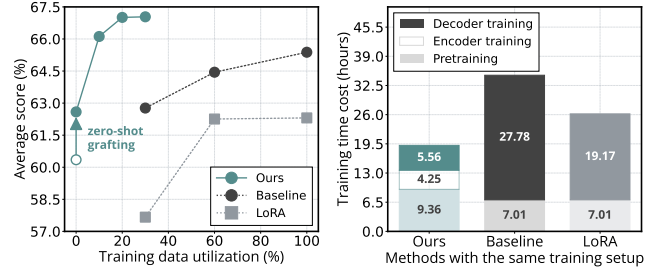 67.5
66.0
64.5
63.0
61.5
60.0
58.5
57.0
Average score (%)
zero-shot
grafting
Ours
Baseline
LoRA
0
20
40
60
80
100
Training data utilization (%)
45.5
39.0
32.5
26.0
19.5
13.0
6.5
0.0
Training time cost (hours)
Decoder training
Encoder training
Pretraining
5.56
4.25
9.36
27.78
7.01
19.17
7.01
Ours
Baseline
LoRA
Methods with the same training setup